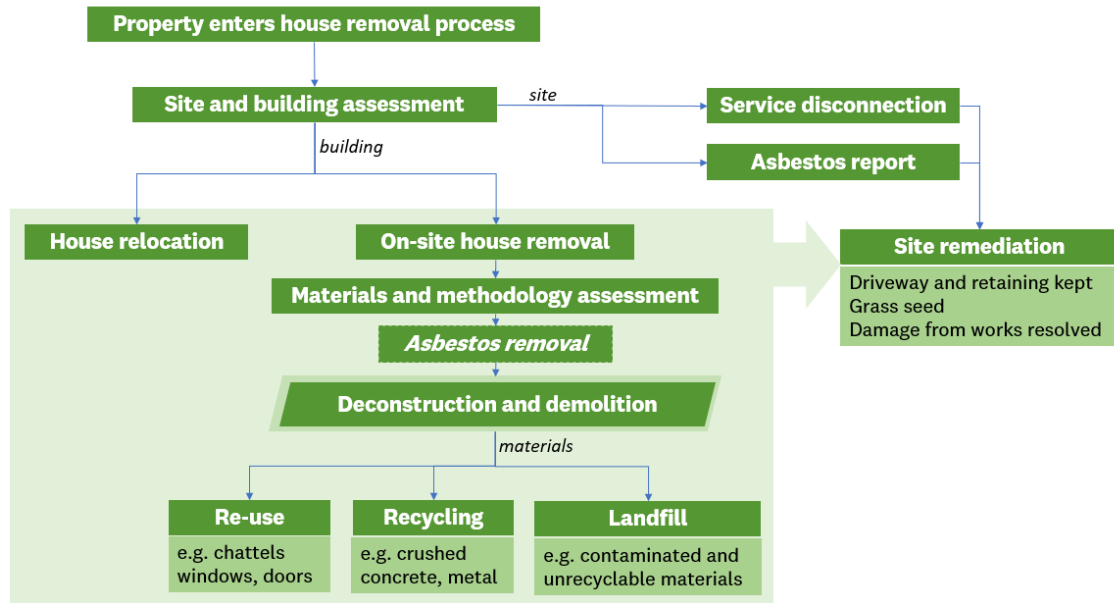 Property enters house removal process
Site and building assessment
site
Service disconnection
building
Asbestos report
House relocation
On-site house removal
Site remediation
Driveway and retaining kept
Grass seed
Damage from works resolved
Materials and methodology assessment
Asbestos removal
Deconstruction and demolition
materials
Re-use
e.g. chattels
windows, doors
Recycling
e.g. crushed
concrete, metal
Landfill
e.g. contaminated and
unrecyclable materials